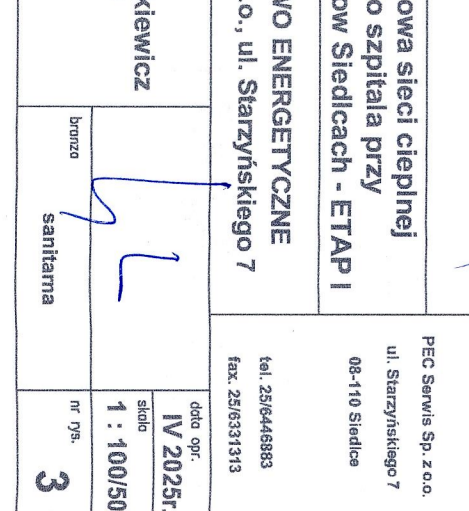 PEC Serwis Sp. z o.o.
ul. Starzyńskiego 7
08-110 Siedlce
owa sieci cieplnej
o szpitala przy
ow Siedlcach - ETAP I
WO ENERGETYCZNE
.o., ul. Starzyńskiego 7
tel. 25/6446883
fax. 25/6331313
kiewicz
data opr.
IV 2025r.
skala
1 : 100/50
branża
sanitarna
nr rys.
3